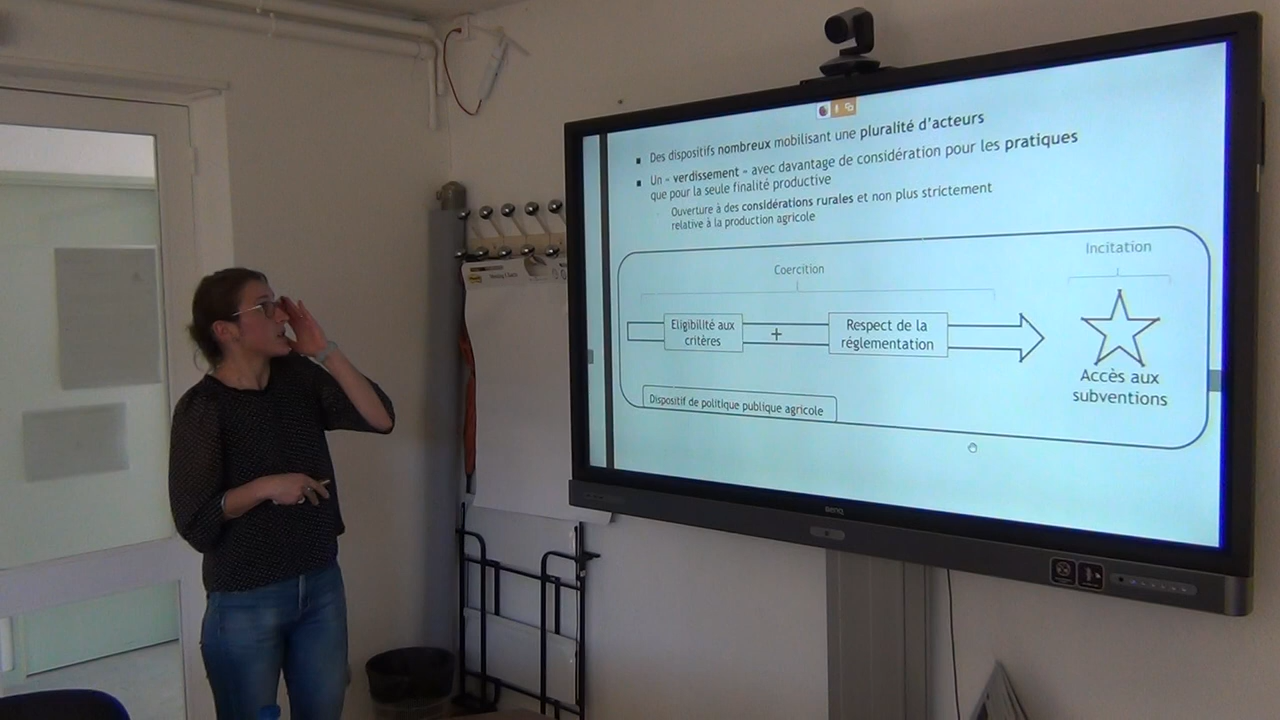 Des dispositifs nombreux mobilisant une pluralité d'acteurs
Un « verdissement » avec davantage de considération pour les pratiques
que pour la seule finalité productive
Ouverture à des considérations rurales et non plus strictement
relative à la production agricole
Incitation
Coercition
Eligibilité aux
critères
+
Respect de la
réglementation
Accès aux
subventions
Dispositif de politique publique agricole
BenQ